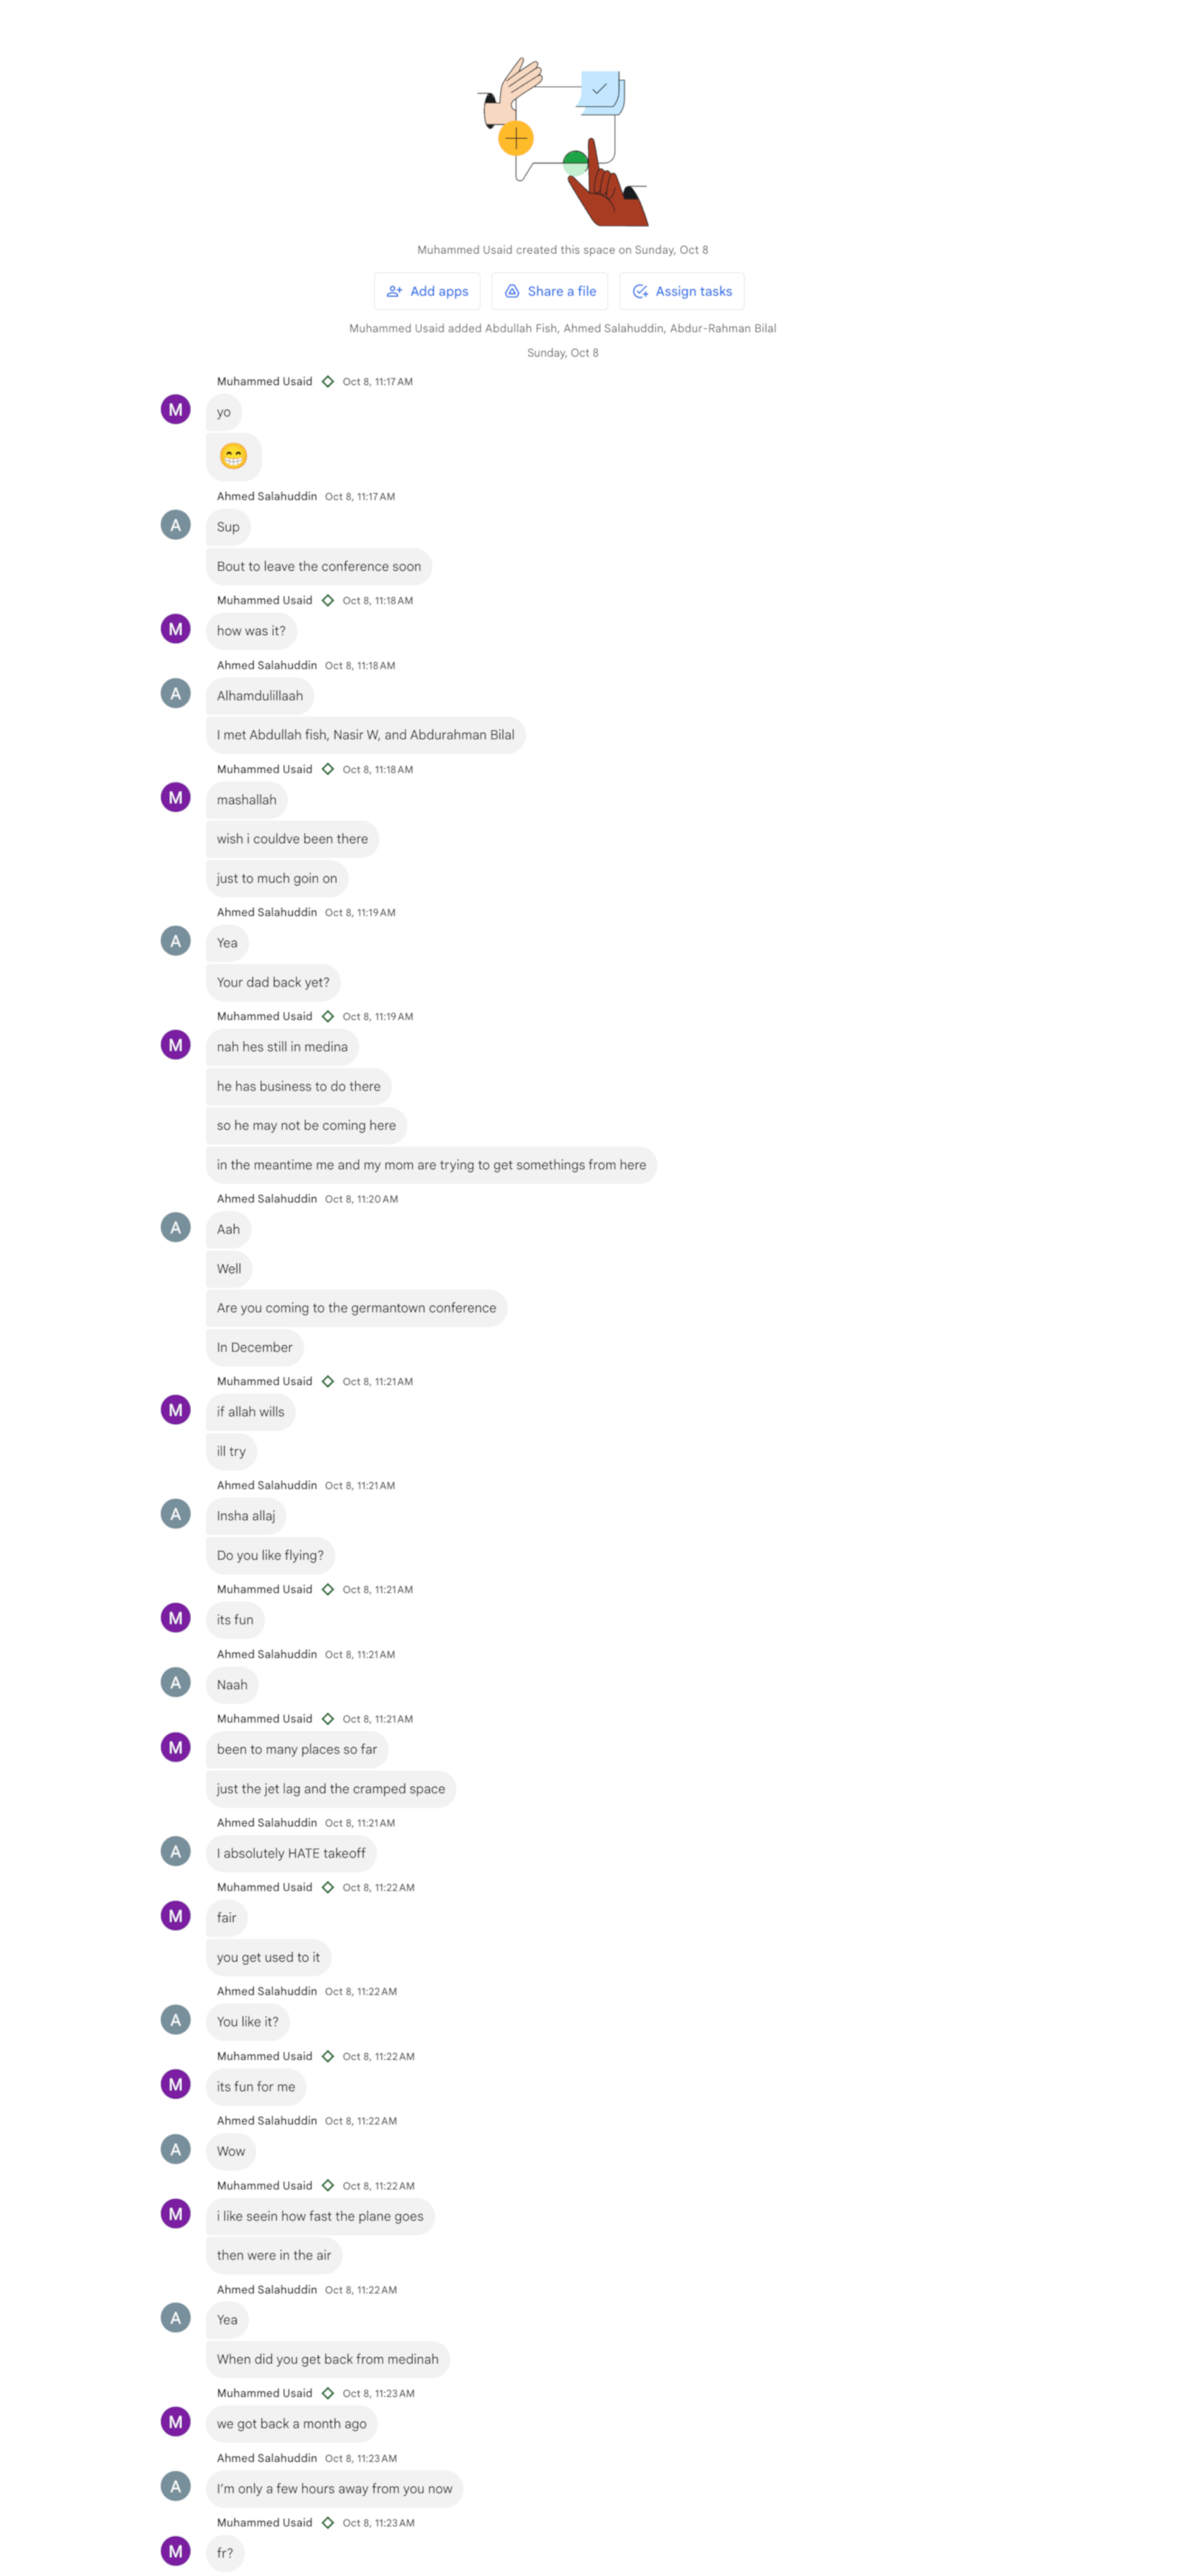 Muhammed Usaid created this space on Sunday, Oct 8
Add apps
Share a file
Assign tasks
Muhammed Usaid added Abdullah Fish, Ahmed Salahuddin, Abdur-Rahman Bilal
Sunday, Oct 8
Muhammed Usaid Oct 8, 11:17 AM
M
yo
😁
Ahmed Salahuddin Oct 8, 11:17 AM
A
Sup
Bout to leave the conference soon
Muhammed Usaid Oct 8, 11:18 AM
M
how was it?
Ahmed Salahuddin Oct 8, 11:18 AM
A
Alhamdulillaah
I met Abdullah fish, Nasir W, and Abdurahman Bilal
Muhammed Usaid Oct 8, 11:18 AM
M
mashallah
wish i couldve been there
just to much goin on
Ahmed Salahuddin Oct 8, 11:19 AM
A
Yea
Your dad back yet?
Muhammed Usaid Oct 8, 11:19 AM
M
nah hes still in medina
he has business to do there
so he may not be coming here
in the meantime me and my mom are trying to get somethings from here
Ahmed Salahuddin Oct 8, 11:20 AM
A
Aah
Well
Are you coming to the germantown conference
In December
Muhammed Usaid Oct 8, 11:21 AM
M
if allah wills
ill try
Ahmed Salahuddin Oct 8, 11:21 AM
A
Insha allaj
Do you like flying?
Muhammed Usaid Oct 8, 11:21 AM
M
its fun
Ahmed Salahuddin Oct 8, 11:21 AM
A
Naah
Muhammed Usaid Oct 8, 11:21 AM
M
been to many places so far
just the jet lag and the cramped space
Ahmed Salahuddin Oct 8, 11:21 AM
A
I absolutely HATE takeoff
Muhammed Usaid Oct 8, 11:22 AM
M
fair
you get used to it
Ahmed Salahuddin Oct 8, 11:22 AM
A
You like it?
Muhammed Usaid Oct 8, 11:22 AM
M
its fun for me
Ahmed Salahuddin Oct 8, 11:22 AM
A
Wow
Muhammed Usaid Oct 8, 11:22 AM
M
i like seein how fast the plane goes
then were in the air
Ahmed Salahuddin Oct 8, 11:22 AM
A
Yea
When did you get back from medinah
Muhammed Usaid Oct 8, 11:23 AM
M
we got back a month ago
Ahmed Salahuddin Oct 8, 11:23 AM
A
I'm only a few hours away from you now
Muhammed Usaid Oct 8, 11:23 AM
M
fr?